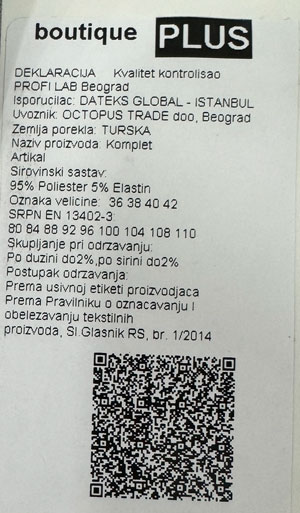 boutique PLUS
DEKLARACIJA Kvalitet kontrolisao
PROFI LAB Beograd
Isporucilac: DATEKS GLOBAL - ISTANBUL
Uvoznik: OCTOPUS TRADE doo, Beograd
Zemlja porekla: TURSKA
Naziv proizvoda: Komplet
Artikal
Sirovinski sastav:
95% Poliester 5% Elastin
Oznaka velicine: 36 38 40 42
SRPN EN 13402-3:
80 84 88 92 96 100 104 108 110
Skupljanje pri odrzavanju:
Po duzini do2%,po sirini do2%
Postupak odrzavanja:
Prema usivnoj etiketi proizvodjaca
Prema Pravilniku o oznacavanju I
obelezavanju tekstilnih
proizvoda, Sl.Glasnik RS, br. 1/2014